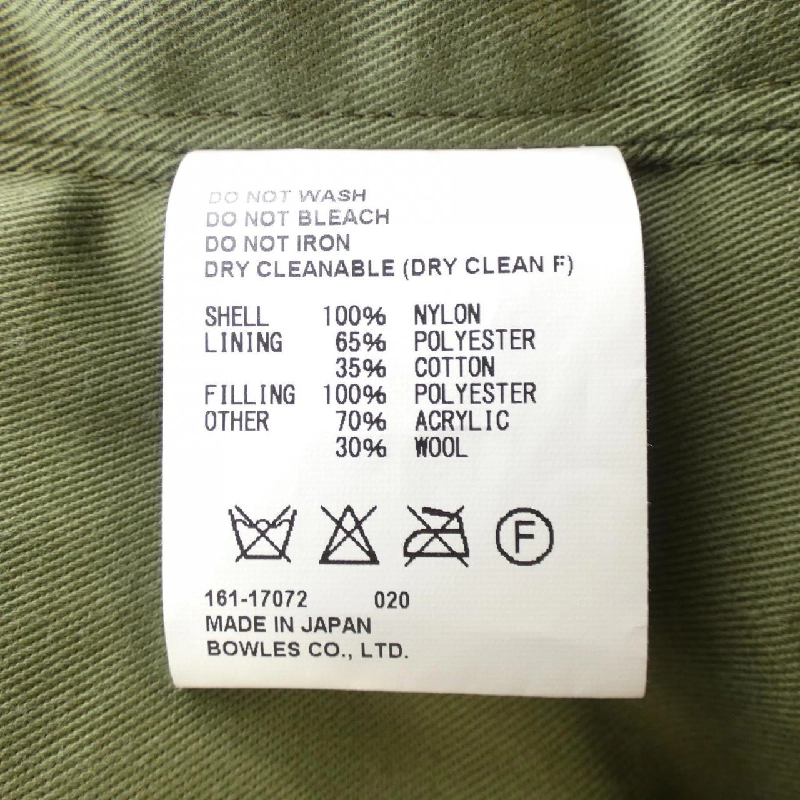 DO NOT WASH
DO NOT BLEACH
DO NOT IRON
DRY CLEANABLE (DRY CLEAN F)
SHELL 100% NYLON
LINING 65% POLYESTER
35% COTTON
FILLING 100% POLYESTER
OTHER 70% ACRYLIC
30% WOOL
F
161-17072 020
MADE IN JAPAN
BOWLES CO., LTD.